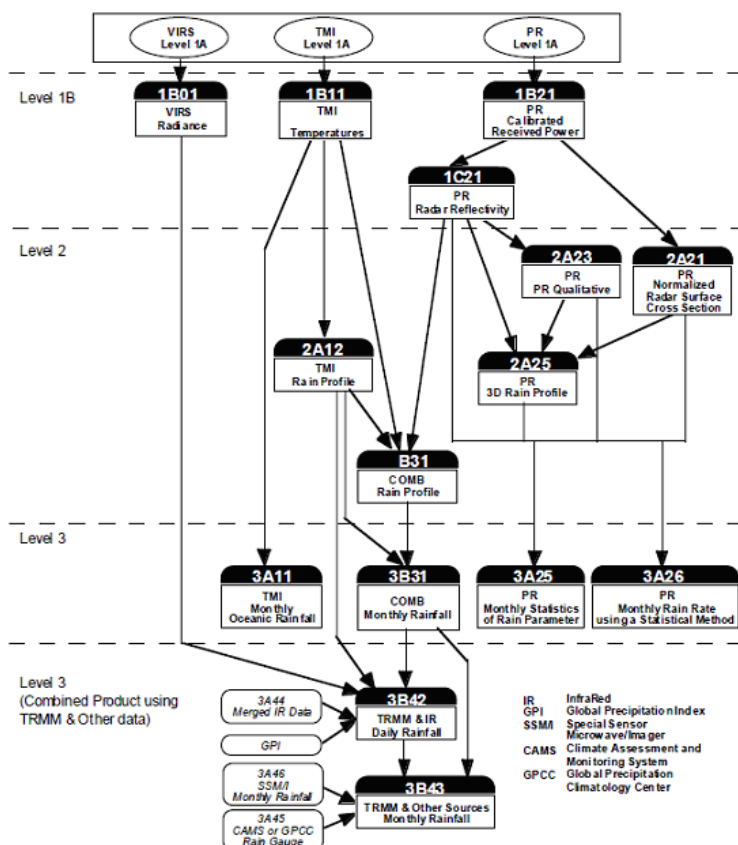 VIRS
Level 1A
TMI
Level 1A
PR
Level 1A
Level 1B
1B01
VIRS
Radiance
1B11
TMI
Temperatures
1B21
PR
Calibrated
Received Power
1C21
PR
Radar Reflectivity
Level 2
2A23
PR
PR Qualitative
2A21
PR
Normalized
Radar Surface
Cross Section
2A12
TMI
Rain Profile
2A25
PR
3D Rain Profile
B31
COMB
Rain Profile
Level 3
3A11
TMI
Monthly
Oceanic Rainfall
3B31
COMB
Monthly Rainfall
3A25
PR
Monthly Statistics
of Rain Parameter
3A26
PR
Monthly Rain Rate
using a Statistical Method
Level 3
(Combined Product using
TRMM & Other data)
3A44
Merged IR Data
GPI
3B42
TRMM & IR
Daily Rainfall
3A46
SSM/I
Monthly Rainfall
3A45
CAMS or GPCC
Rain Gauge
3B43
TRMM & Other Sources
Monthly Rainfall
IR InfraRed
GPI Global Precipitation Index
SSM/I Special Sensor
Microwave/Imager
CAMS Climate Assessment and
Monitoring System
GPCC Global Precipitation
Climatology Center